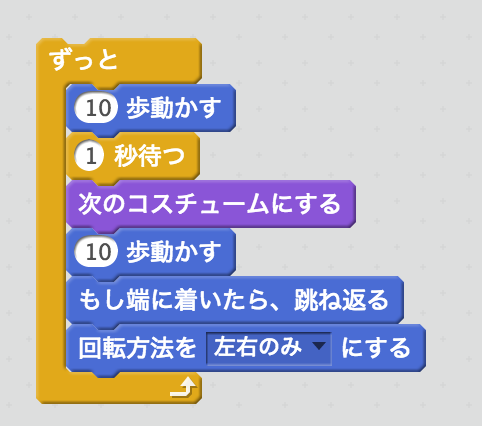 ずっと
10 歩動かす
1 秒待つ
次のコスチュームにする
10 歩動かす
もし端に着いたら、跳ね返る
回転方法を 左右のみ にする